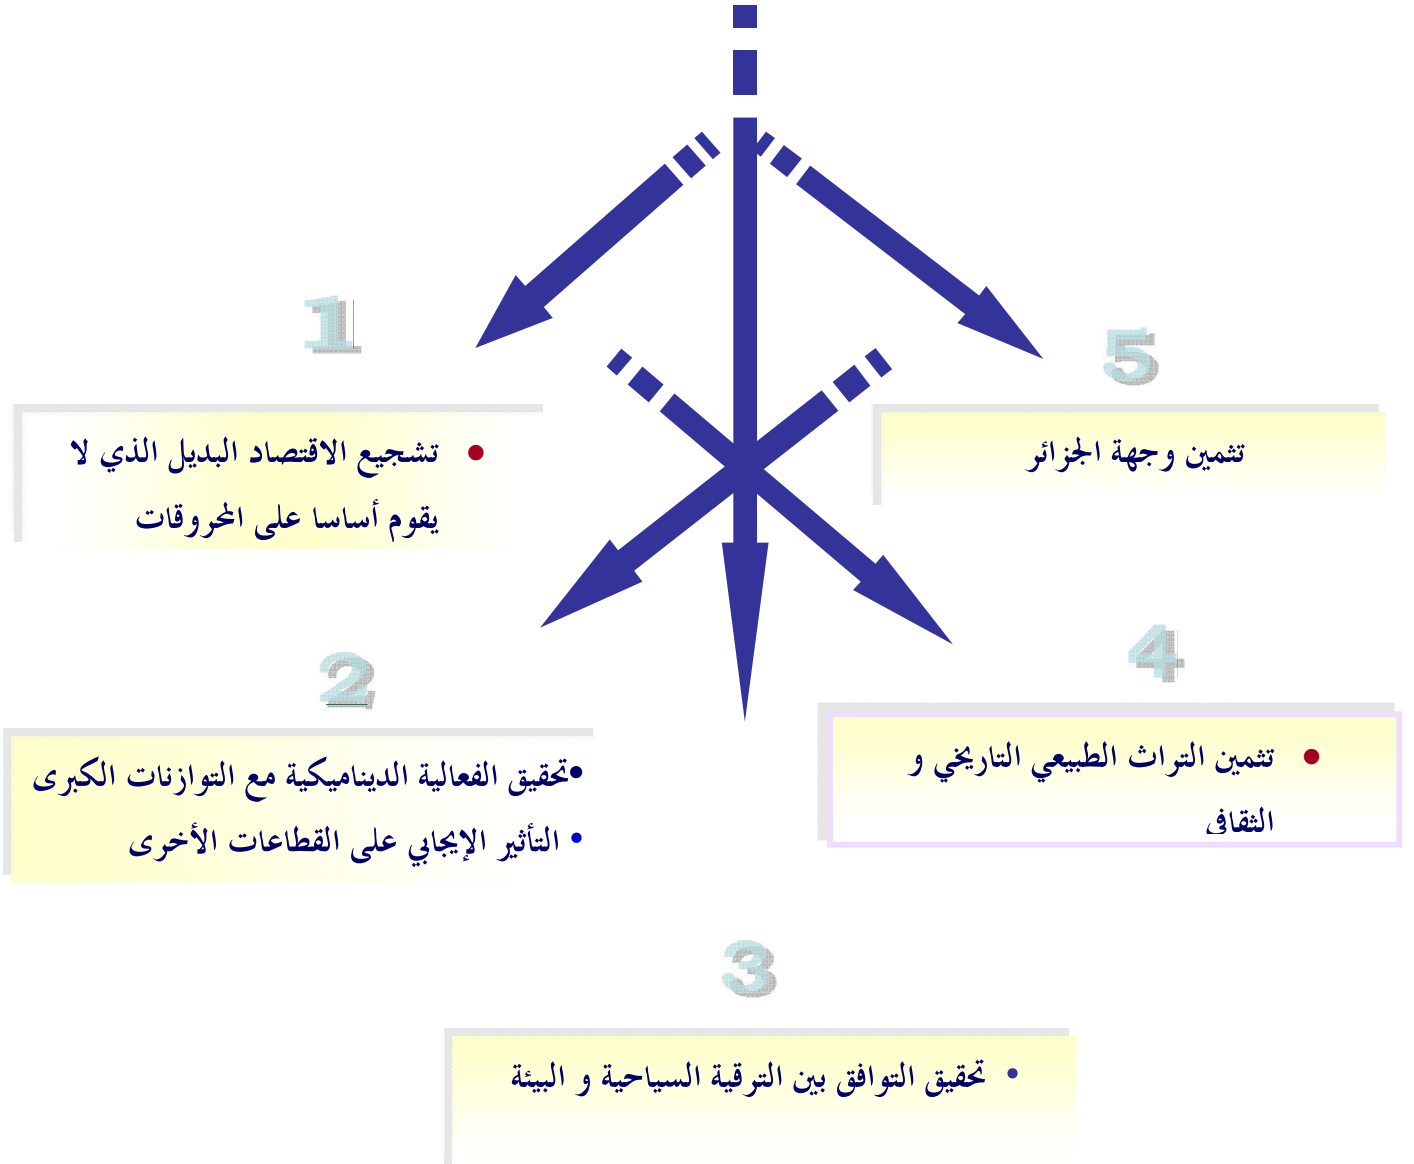 1
• تشجيع الاقتصاد البديل الذي لا
يقوم أساسا على المحروقات
2
•تحقيق الفعالية الديناميكية مع التوازنات الكبرى
• التأثير الإيجابي على القطاعات الأخرى
3
• تحقيق التوافق بين الترقية السياحية و البيئة
4
• تثمين التراث الطبيعي التاريخي و
الثقافي
5
تثمين وجهة الجزائر